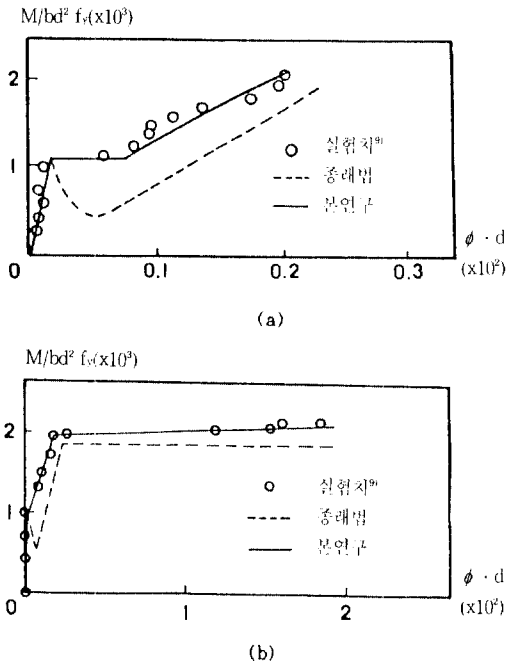 M/bd² fᵧ(x10³)
2
1
0
0.1
0.2
0.3
ϕ · d
(x10²)
실험치⁹⁾
종래법
본연구
(a)
M/bd² fᵧ(x10³)
2
1
0
1
2
ϕ · d
(x10²)
실험치⁹⁾
종래법
본연구
(b)